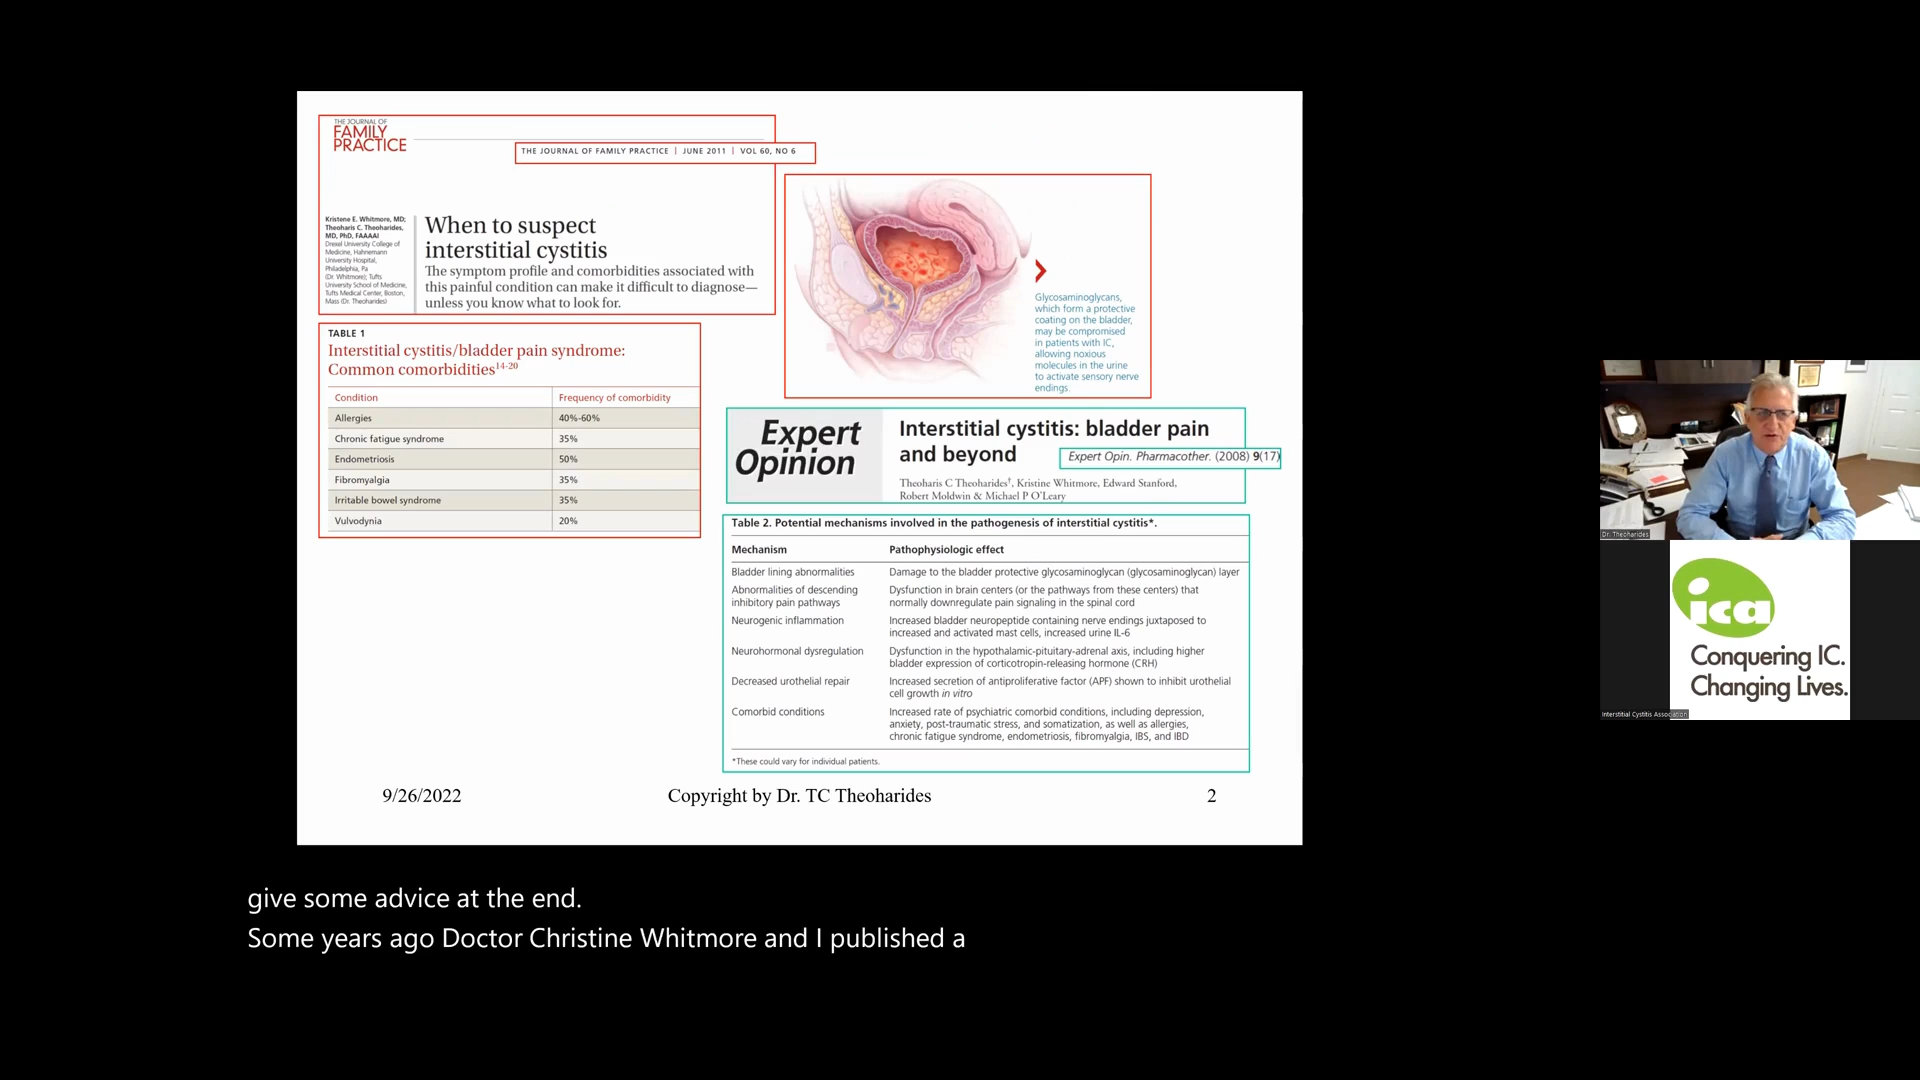 THE JOURNAL OF
FAMILY
PRACTICE
THE JOURNAL OF FAMILY PRACTICE | JUNE 2011 | VOL 60, NO 6
Kristene E. Whitmore, MD;
Theoharis C. Theoharides,
MD, PhD, FAAAAI
Drexel University College of
Medicine, Hahnemann
University Hospital,
Philadelphia, Pa
(Dr. Whitmore); Tufts
University School of Medicine,
Tufts Medical Center, Boston,
Mass (Dr. Theoharides)
When to suspect
interstitial cystitis
The symptom profile and comorbidities associated with
this painful condition can make it difficult to diagnose—
unless you know what to look for.
TABLE 1
Interstitial cystitis/bladder pain syndrome:
Common comorbidities14-20
Condition Frequency of comorbidity
Allergies 40%-60%
Chronic fatigue syndrome 35%
Endometriosis 50%
Fibromyalgia 35%
Irritable bowel syndrome 35%
Vulvodynia 20%
Glycosaminoglycans,
which form a protective
coating on the bladder,
may be compromised
in patients with IC,
allowing noxious
molecules in the urine
to activate sensory nerve
endings.
Expert
Opinion
Interstitial cystitis: bladder pain
and beyond
Expert Opin. Pharmacother. (2008) 9(17)
Theoharis C Theoharides†, Kristine Whitmore, Edward Stanford,
Robert Moldwin & Michael P O'Leary
Table 2. Potential mechanisms involved in the pathogenesis of interstitial cystitis*.
Mechanism Pathophysiologic effect
Bladder lining abnormalities Damage to the bladder protective glycosaminoglycan (glycosaminoglycan) layer
Abnormalities of descending Dysfunction in brain centers (or the pathways from these centers) that
inhibitory pain pathways normally downregulate pain signaling in the spinal cord
Neurogenic inflammation Increased bladder neuropeptide containing nerve endings juxtaposed to
increased and activated mast cells, increased urine IL-6
Neurohormonal dysregulation Dysfunction in the hypothalamic-pituitary-adrenal axis, including higher
bladder expression of corticotropin-releasing hormone (CRH)
Decreased urothelial repair Increased secretion of antiproliferative factor (APF) shown to inhibit urothelial
cell growth in vitro
Comorbid conditions Increased rate of psychiatric comorbid conditions, including depression,
anxiety, post-traumatic stress, and somatization, as well as allergies,
chronic fatigue syndrome, endometriosis, fibromyalgia, IBS, and IBD
*These could vary for individual patients.
9/26/2022 Copyright by Dr. TC Theoharides 2
Dr. Theoharides
ica
Conquering IC.
Changing Lives.
Interstitial Cystitis Association
give some advice at the end.
Some years ago Doctor Christine Whitmore and I published a